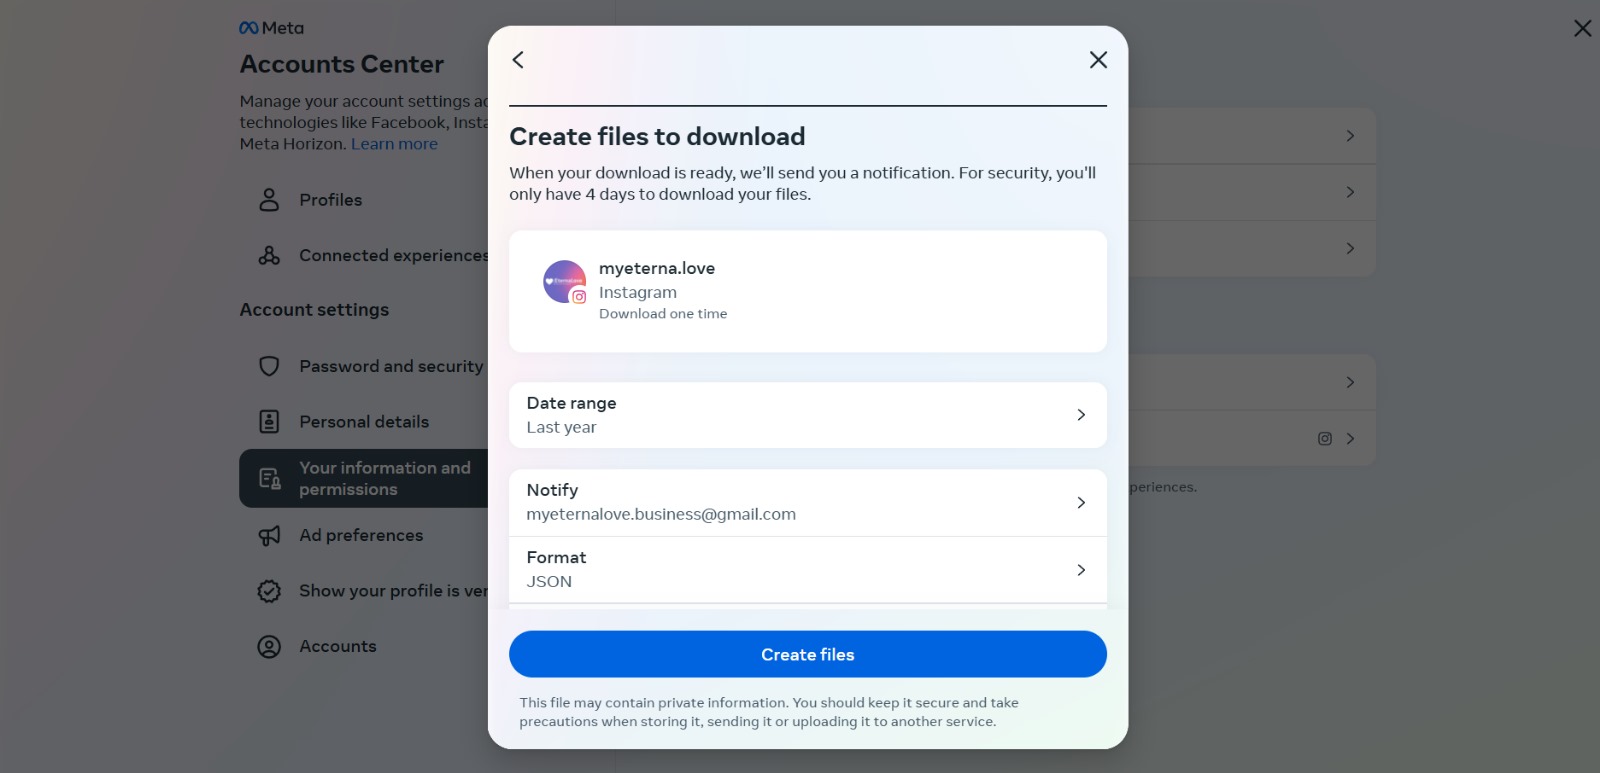 Meta
Accounts Center
Manage your account settings ac
technologies like Facebook, Insta
Meta Horizon. Learn more
Profiles
Connected experiences
Account settings
Password and security
Personal details
Your information and
permissions
Ad preferences
Show your profile is ver
Accounts
Create files to download
When your download is ready, we’ll send you a notification. For security, you'll
only have 4 days to download your files.
myeterna.love
Instagram
Download one time
Date range
Last year
Notify
myeternalove.business@gmail.com
Format
JSON
Create files
This file may contain private information. You should keep it secure and take
precautions when storing it, sending it or uploading it to another service.
periences.